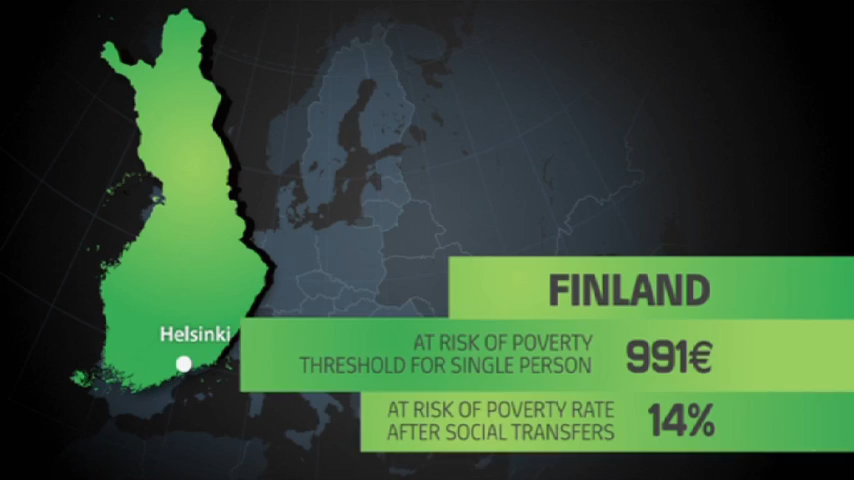 Helsinki
FINLAND
AT RISK OF POVERTY
THRESHOLD FOR SINGLE PERSON
991€
AT RISK OF POVERTY RATE
AFTER SOCIAL TRANSFERS
14%